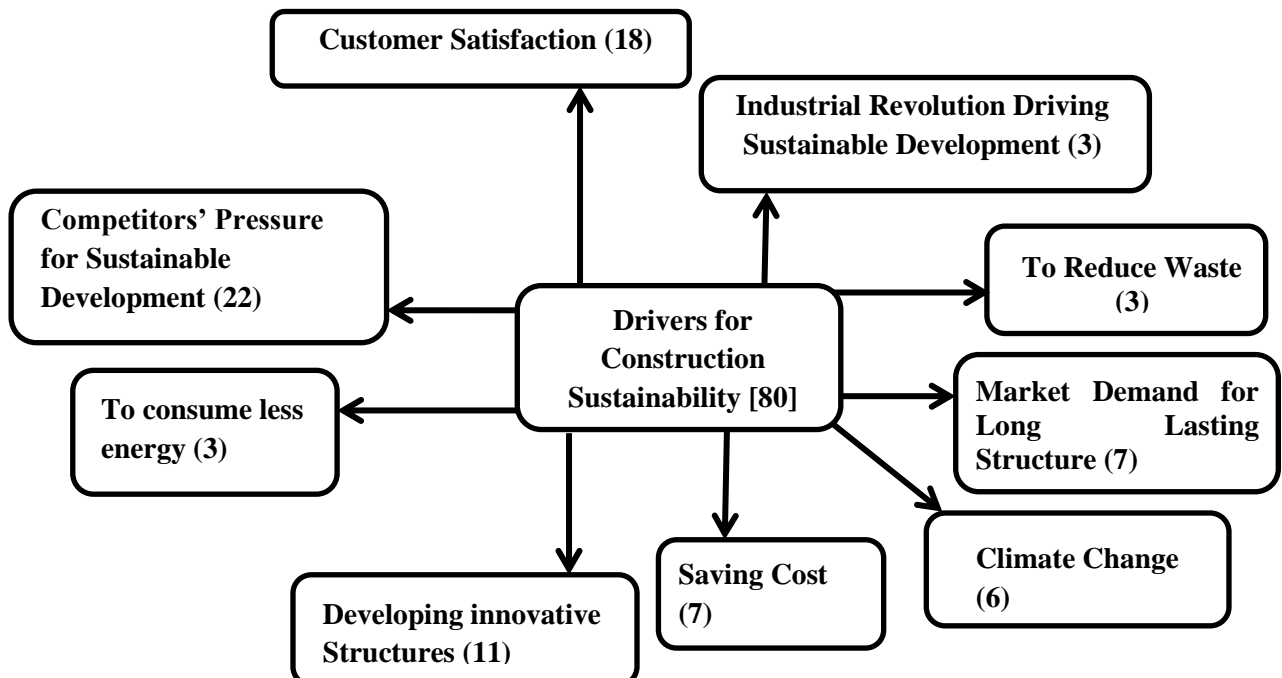 Customer Satisfaction (18)
Industrial Revolution Driving
Sustainable Development (3)
Competitors’ Pressure
for Sustainable
Development (22)
To Reduce Waste
(3)
Drivers for
Construction
Sustainability [80]
To consume less
energy (3)
Market Demand for
Long Lasting
Structure (7)
Climate Change
(6)
Saving Cost
(7)
Developing innovative
Structures (11)